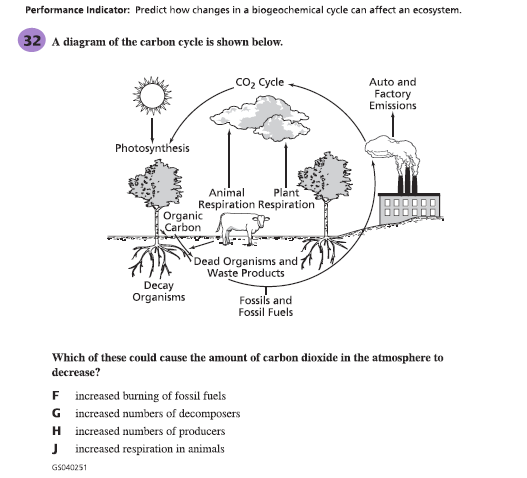 Performance Indicator: Predict how changes in a biogeochemical cycle can affect an ecosystem.
32 A diagram of the carbon cycle is shown below.
CO₂ Cycle
Auto and
Factory
Emissions
Photosynthesis
Animal
Respiration
Plant
Respiration
Organic
Carbon
Dead Organisms and
Waste Products
Decay
Organisms
Fossils and
Fossil Fuels
Which of these could cause the amount of carbon dioxide in the atmosphere to
decrease?
F increased burning of fossil fuels
G increased numbers of decomposers
H increased numbers of producers
J increased respiration in animals
GS040251